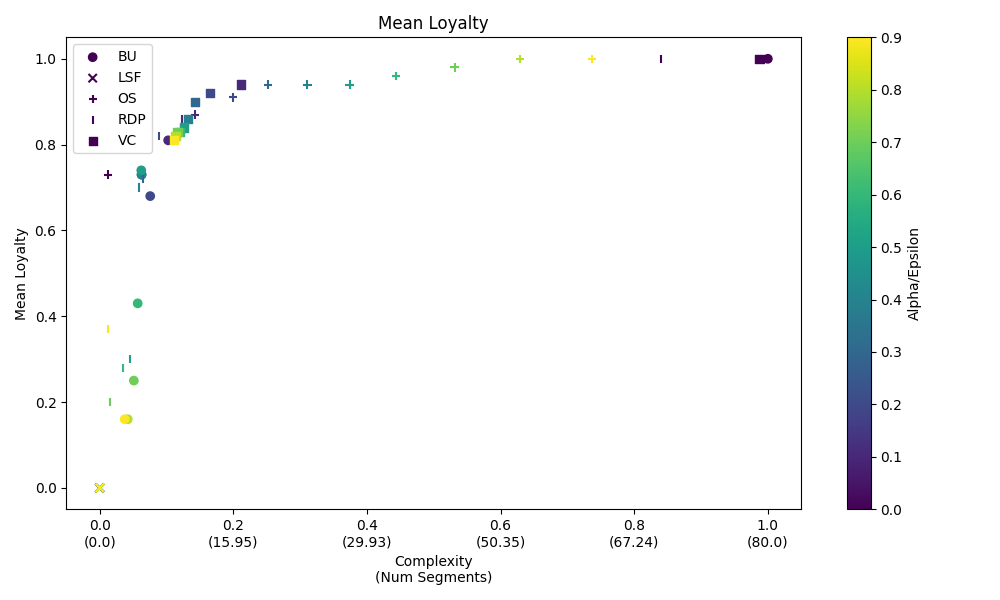 Mean Loyalty
BU
LSF
OS
RDP
VC
Mean Loyalty
1.0
0.8
0.6
0.4
0.2
0.0
0.0
(0.0)
0.2
(15.95)
0.4
(29.93)
0.6
(50.35)
0.8
(67.24)
1.0
(80.0)
Complexity
(Num Segments)
0.9
0.8
0.7
0.6
0.5
0.4
0.3
0.2
0.1
0.0
Alpha/Epsilon